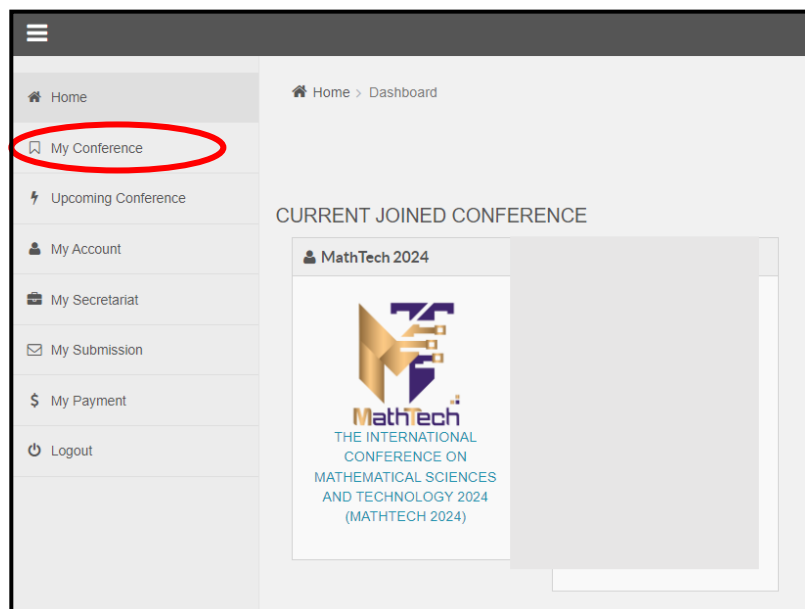 Home
My Conference
Upcoming Conference
My Account
My Secretariat
My Submission
My Payment
Logout
Home > Dashboard
CURRENT JOINED CONFERENCE
MathTech 2024
MathTech
THE INTERNATIONAL
CONFERENCE ON
MATHEMATICAL SCIENCES
AND TECHNOLOGY 2024
(MATHTECH 2024)